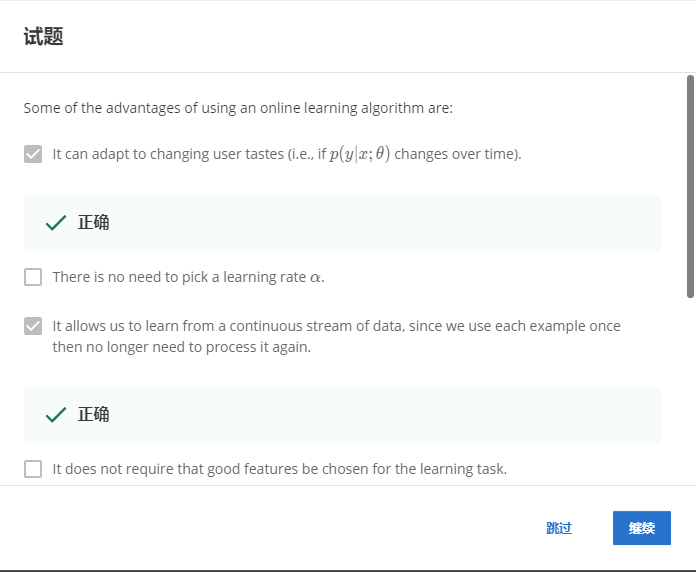 试题
Some of the advantages of using an online learning algorithm are:
It can adapt to changing user tastes (i.e., if p(y|x; θ) changes over time).
正确
There is no need to pick a learning rate α.
It allows us to learn from a continuous stream of data, since we use each example once
then no longer need to process it again.
正确
It does not require that good features be chosen for the learning task.
跳过
继续